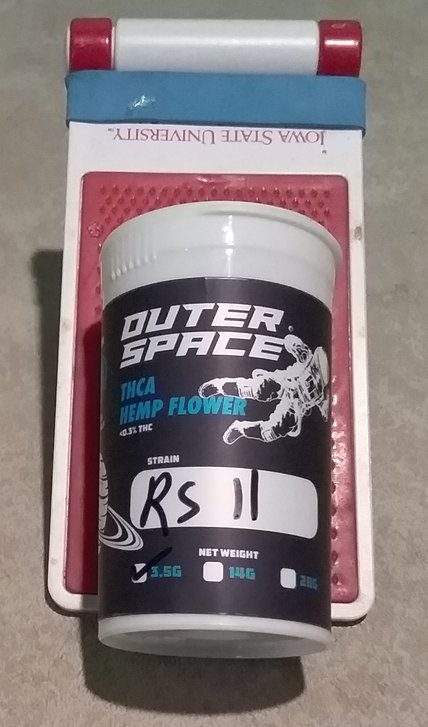 IOWA STATE UNIVERSITY™
OUTER
SPACE
THCA
HEMP FLOWER
<0.3% THC
STRAIN
RS 11
NET WEIGHT
3.5G 14G 28G